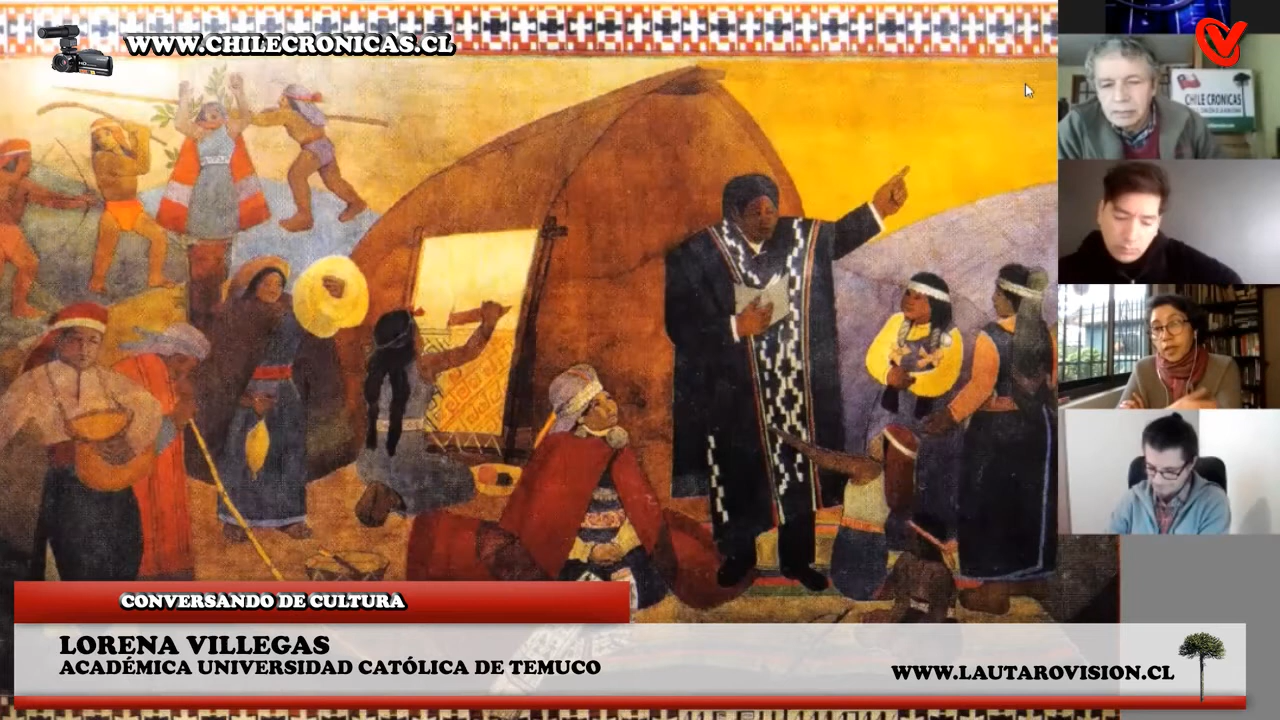 WWW.CHILECRONICAS.CL
CHILE CRONICAS
CONVERSANDO DE CULTURA
LORENA VILLEGAS
ACADÉMICA UNIVERSIDAD CATÓLICA DE TEMUCO
WWW.LAUTAROVISION.CL